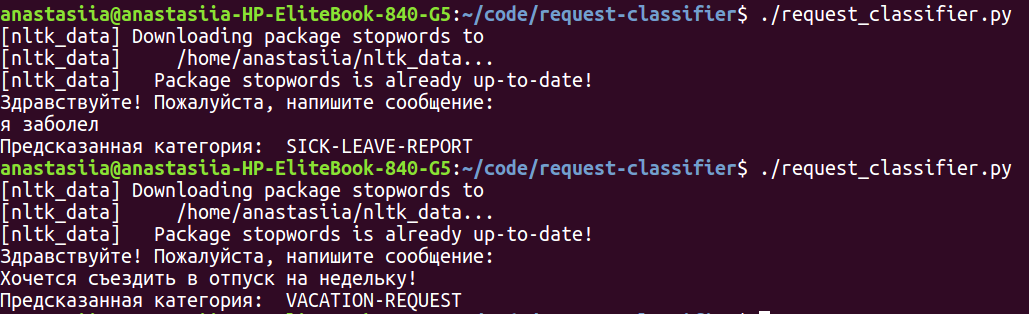 anastasiia@anastasiia-HP-EliteBook-840-G5:~/code/request-classifier$ ./request_classifier.py
[nltk_data] Downloading package stopwords to
[nltk_data]     /home/anastasiia/nltk_data...
[nltk_data]   Package stopwords is already up-to-date!
Здравствуйте! Пожалуйста, напишите сообщение:
я заболел
Предсказанная категория:  SICK-LEAVE-REPORT
anastasiia@anastasiia-HP-EliteBook-840-G5:~/code/request-classifier$ ./request_classifier.py
[nltk_data] Downloading package stopwords to
[nltk_data]     /home/anastasiia/nltk_data...
[nltk_data]   Package stopwords is already up-to-date!
Здравствуйте! Пожалуйста, напишите сообщение:
Хочется съездить в отпуск на недельку!
Предсказанная категория:  VACATION-REQUEST